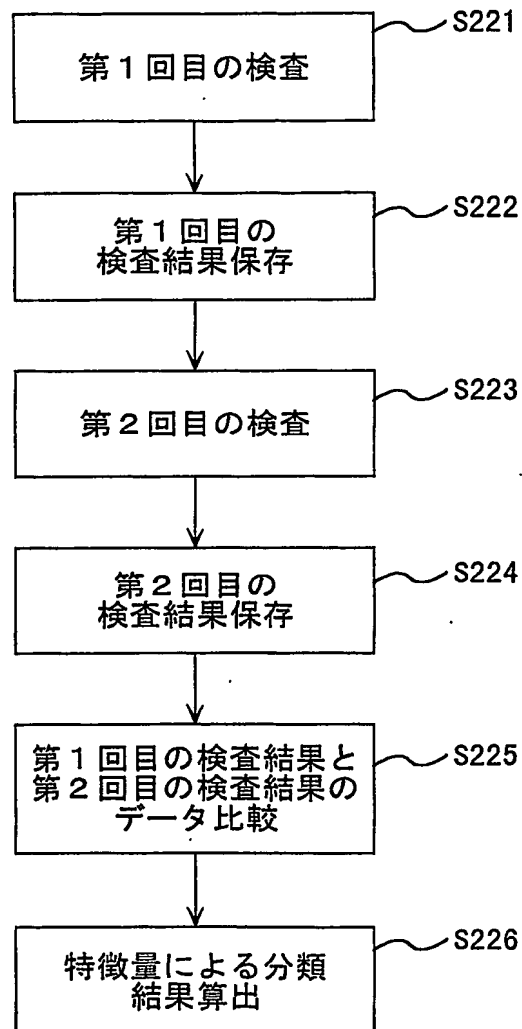 第1回目の検査
S221
第1回目の
検査結果保存
S222
第2回目の検査
S223
第2回目の
検査結果保存
S224
第1回目の検査結果と
第2回目の検査結果の
データ比較
S225
特徴量による分類
結果算出
S226